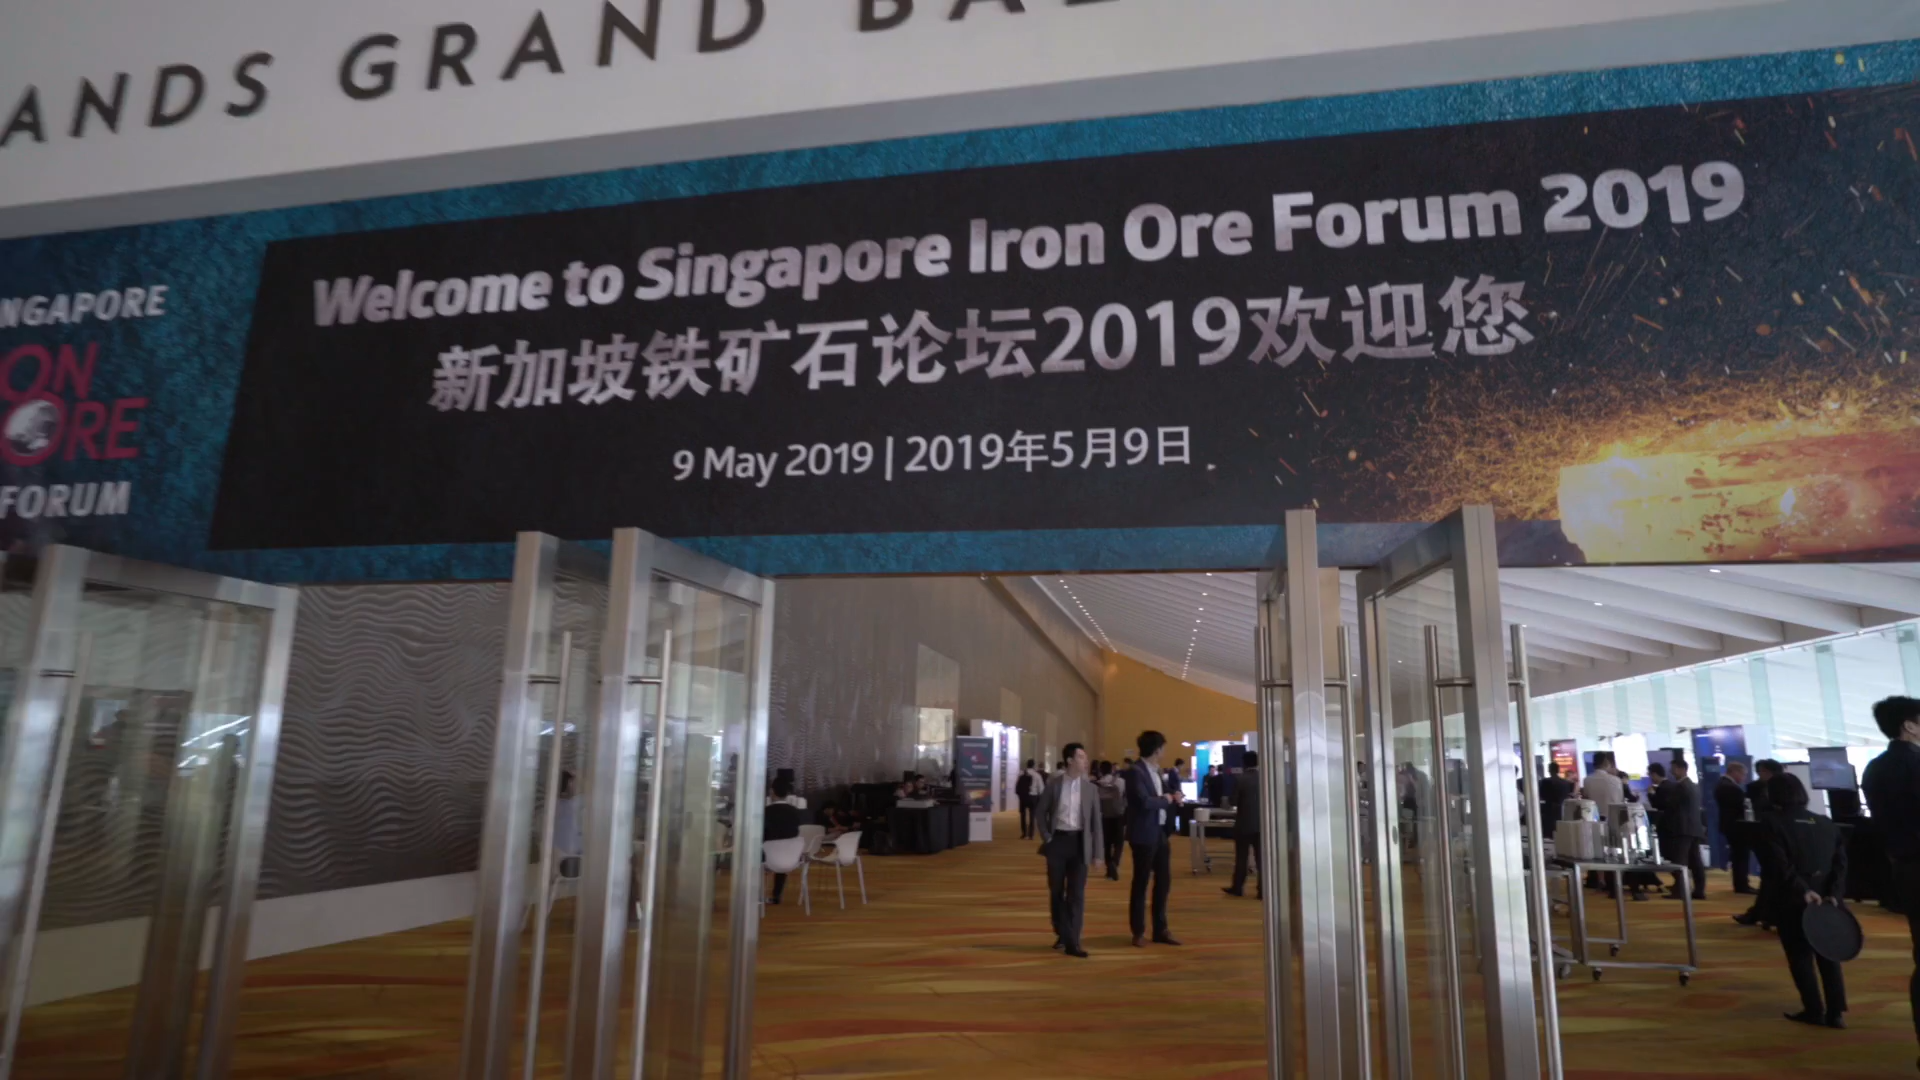 ANDS GRAND BA
Welcome to Singapore Iron Ore Forum 2019
新加坡铁矿石论坛2019欢迎您
9 May 2019 | 2019年5月9日
NGAPORE
ON
ORE
FORUM